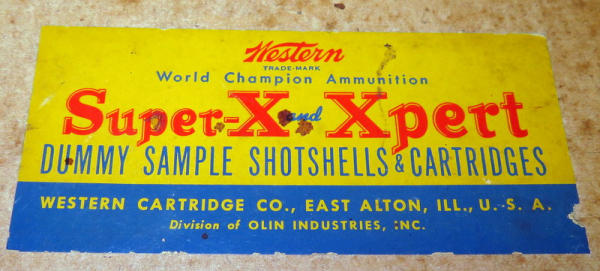 Western
TRADE-MARK
World Champion Ammunition
Super-X and Xpert
DUMMY SAMPLE SHOTSHELLS & CARTRIDGES
WESTERN CARTRIDGE CO., EAST ALTON, ILL., U. S. A.
Division of OLIN INDUSTRIES, INC.